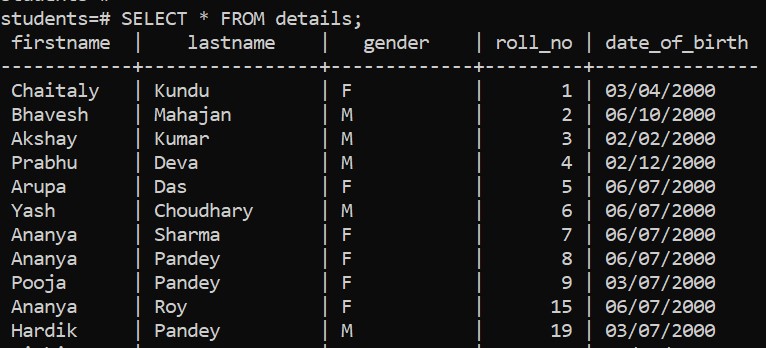 students=# SELECT * FROM details;
firstname | lastname | gender | roll_no | date_of_birth
-----------+---------------+------------+---------+---------------
Chaitaly | Kundu | F | 1 | 03/04/2000
Bhavesh | Mahajan | M | 2 | 06/10/2000
Akshay | Kumar | M | 3 | 02/02/2000
Prabhu | Deva | M | 4 | 02/12/2000
Arupa | Das | F | 5 | 06/07/2000
Yash | Choudhary | M | 6 | 06/07/2000
Ananya | Sharma | F | 7 | 06/07/2000
Ananya | Pandey | F | 8 | 06/07/2000
Pooja | Pandey | F | 9 | 03/07/2000
Ananya | Roy | F | 15 | 06/07/2000
Hardik | Pandey | M | 19 | 03/07/2000